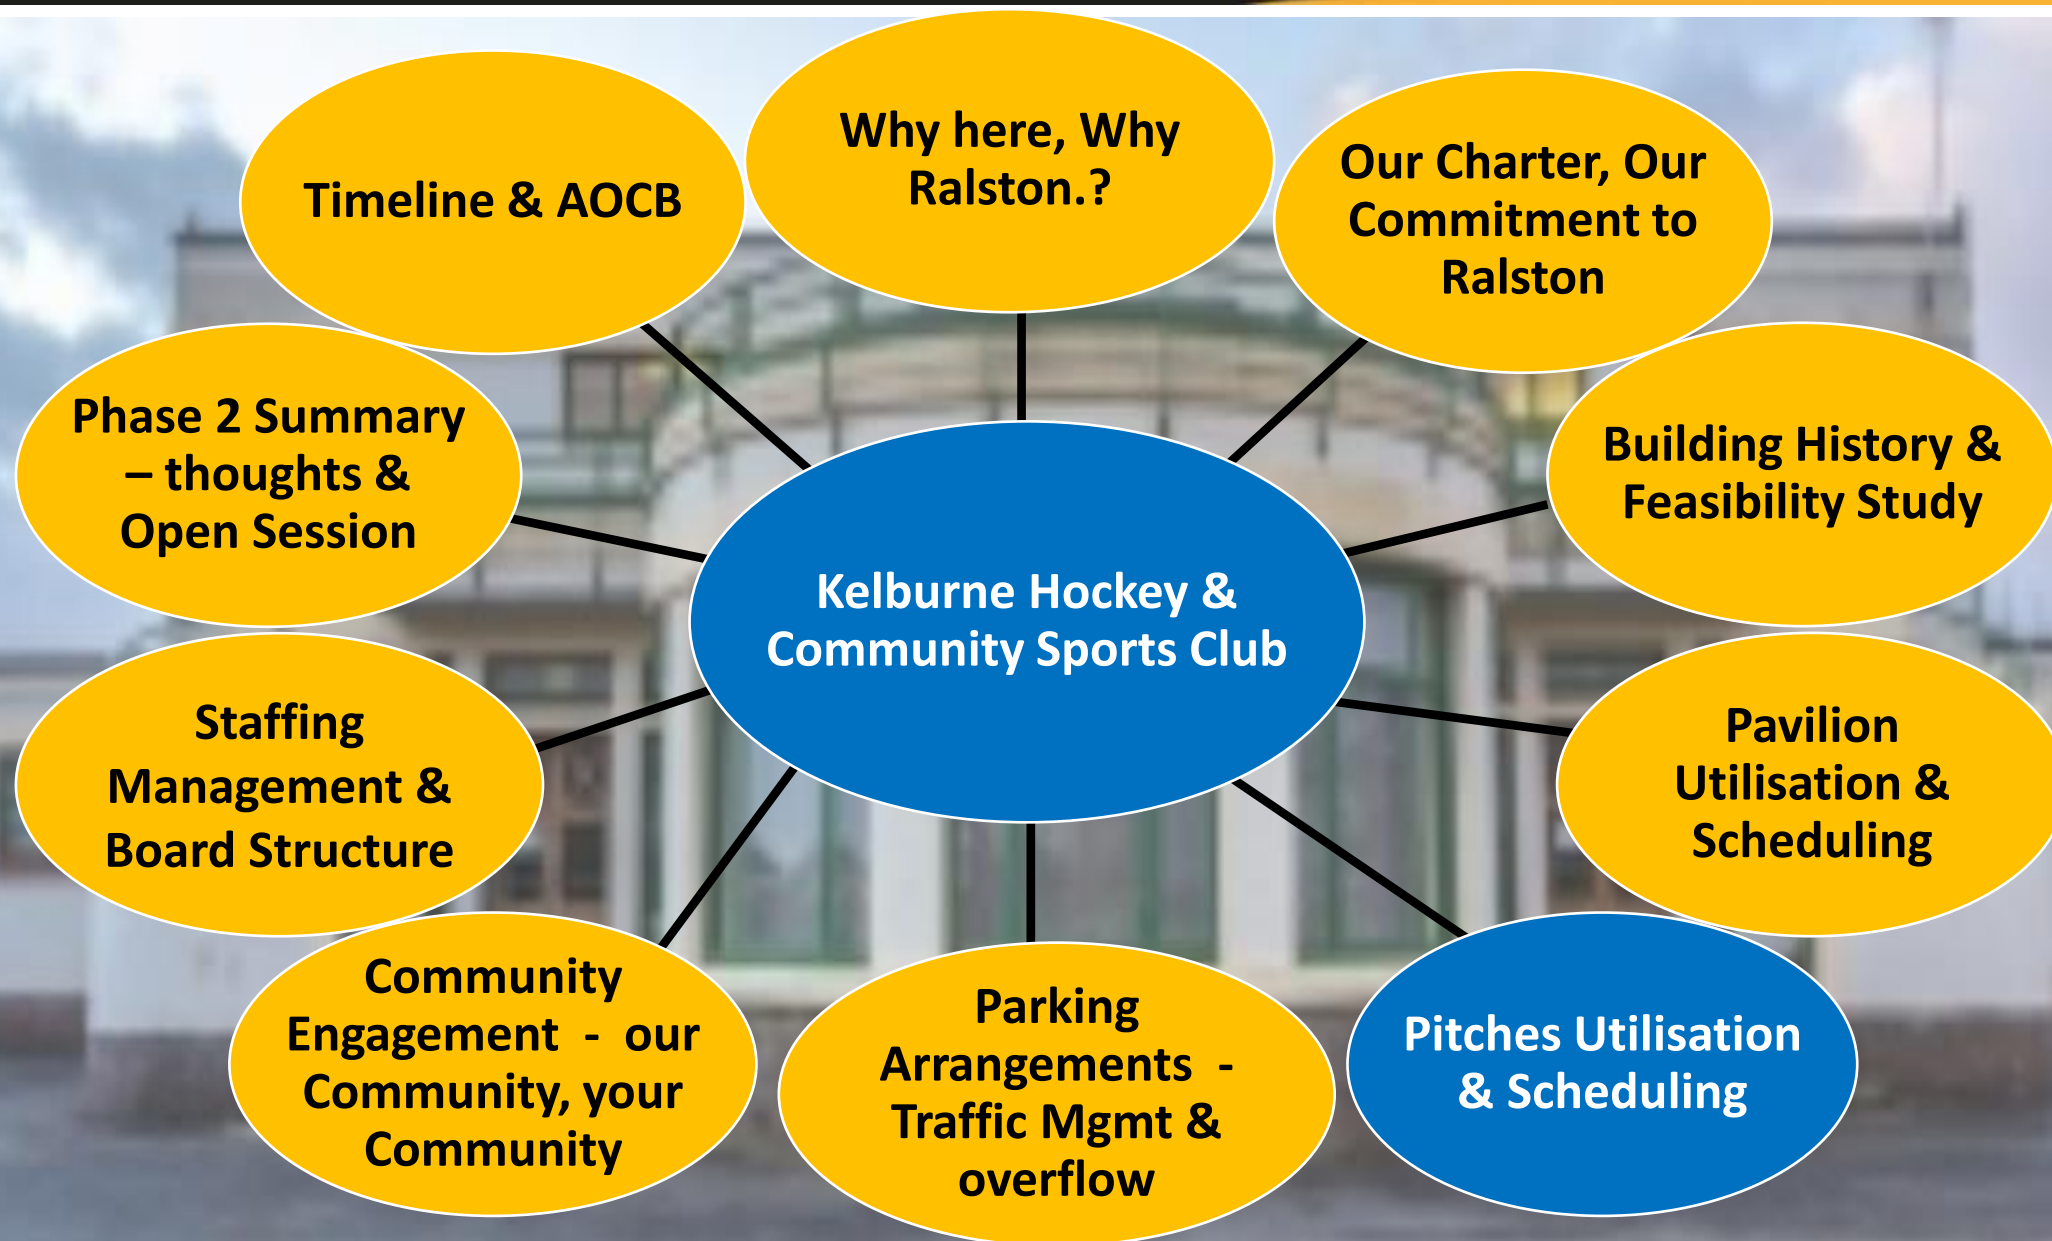 Why here, Why
Ralston.?
Our Charter, Our
Commitment to
Ralston
Building History &
Feasibility Study
Pavilion
Utilisation &
Scheduling
Pitches Utilisation
& Scheduling
Parking
Arrangements  -
Traffic Mgmt &
overflow
Community
Engagement  -  our
Community, your
Community
Staffing
Management &
Board Structure
Phase 2 Summary
– thoughts &
Open Session
Timeline & AOCB
Kelburne Hockey &
Community Sports Club